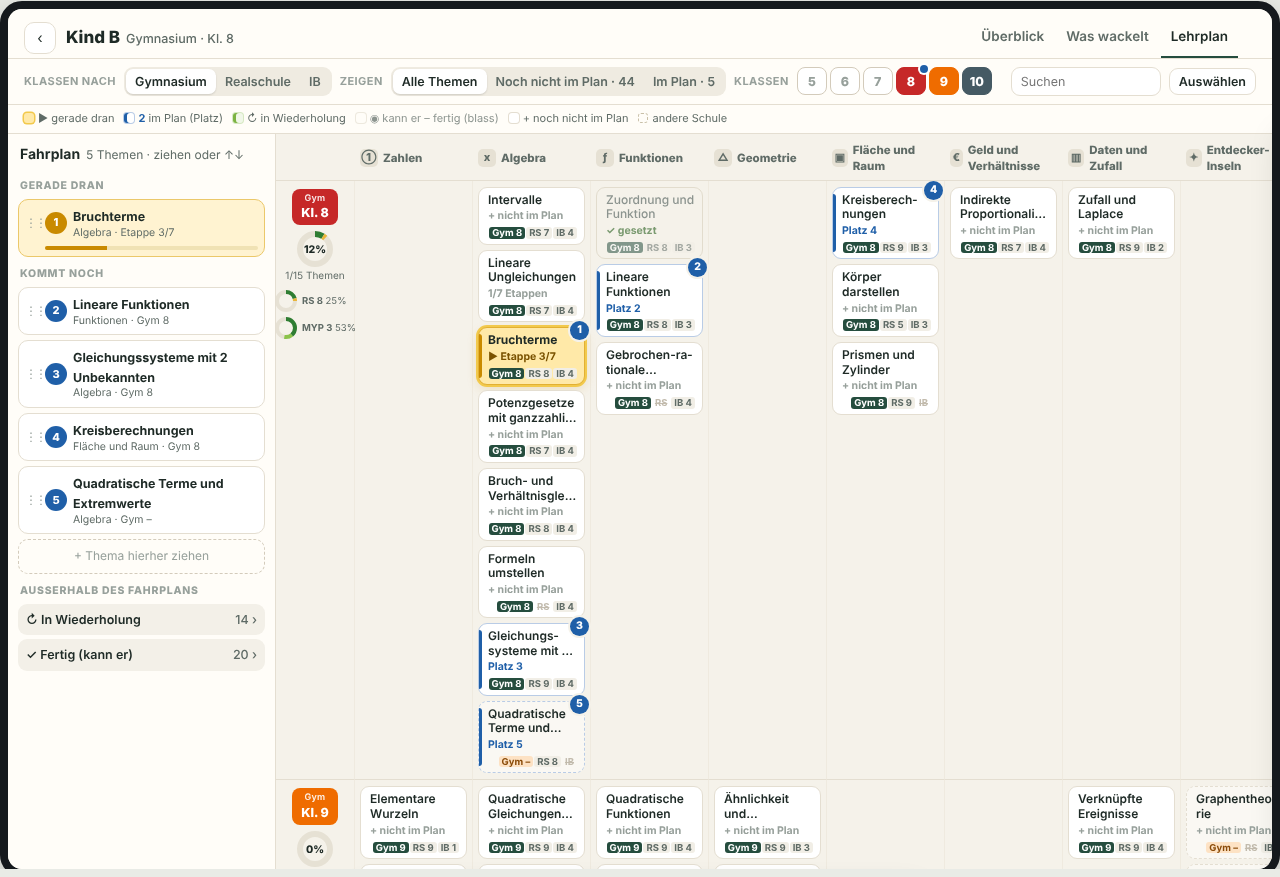 ‹ Kind B Gymnasium · Kl. 8
Überblick Was wackelt Lehrplan
KLASSEN NACH Gymnasium Realschule IB ZEIGEN Alle Themen Noch nicht im Plan · 44 Im Plan · 5 KLASSEN 5 6 7 8 9 10 Suchen Auswählen
▶ gerade dran 2 im Plan (Platz) ↻ in Wiederholung ◉ kann er – fertig (blass) + noch nicht im Plan andere Schule
Fahrplan 5 Themen · ziehen oder ↑↓
GERADE DRAN
1 Bruchterme
Algebra · Etappe 3/7
KOMMT NOCH
2 Lineare Funktionen
Funktionen · Gym 8
3 Gleichungssysteme mit 2
Unbekannten
Algebra · Gym 8
4 Kreisberechnungen
Fläche und Raum · Gym 8
5 Quadratische Terme und
Extremwerte
Algebra · Gym –
+ Thema hierher ziehen
AUSSERHALB DES FAHRPLANS
↻ In Wiederholung 14 ›
✓ Fertig (kann er) 20 ›
① Zahlen
x Algebra
ƒ Funktionen
△ Geometrie
▣ Fläche und
Raum
€ Geld und
Verhältnisse
▥ Daten und
Zufall
✦ Entdecker-
Inseln
Gym
Kl. 8
12%
1/15 Themen
RS 8 25%
MYP 3 53%
Intervalle
+ nicht im Plan
Gym 8 RS 7 IB 4
Lineare
Ungleichungen
1/7 Etappen
Gym 8 RS 7 IB 4
1
Bruchterme
▶ Etappe 3/7
Gym 8 RS 8 IB 4
Potenzgesetze
mit ganzzahli...
+ nicht im Plan
Gym 8 RS 7 IB 4
Bruch- und
Verhältnisgle...
+ nicht im Plan
Gym 8 RS 8 IB 4
Formeln
umstellen
+ nicht im Plan
Gym 8 RS IB 4
3
Gleichungs-
systeme mit ...
Platz 3
Gym 8 RS 9 IB 4
5
Quadratische
Terme und...
Platz 5
Gym – RS 8 IB
Zuordnung und
Funktion
✓ gesetzt
Gym 8 RS 8 IB 3
2
Lineare
Funktionen
Platz 2
Gym 8 RS 8 IB 3
Gebrochen-ra-
tionale...
+ nicht im Plan
Gym 8 RS IB 4
4
Kreisberech-
nungen
Platz 4
Gym 8 RS 9 IB 3
Körper
darstellen
+ nicht im Plan
Gym 8 RS 5 IB 3
Prismen und
Zylinder
+ nicht im Plan
Gym 8 RS 9 IB
Indirekte
Proportionali...
+ nicht im Plan
Gym 8 RS 7 IB 4
Zufall und
Laplace
+ nicht im Plan
Gym 8 RS 9 IB 2
Gym
Kl. 9
0%
Elementare
Wurzeln
+ nicht im Plan
Gym 9 RS 9 IB 1
Quadratische
Gleichungen...
+ nicht im Plan
Gym 9 RS 9 IB 4
Quadratische
Funktionen
+ nicht im Plan
Gym 9 RS 9 IB 4
Ähnlichkeit
und...
+ nicht im Plan
Gym 9 RS 9 IB 3
Verknüpfte
Ereignisse
+ nicht im Plan
Gym 9 RS 9 IB 4
Graphentheo
rie
+ nicht im Plan
Gym – RS IB